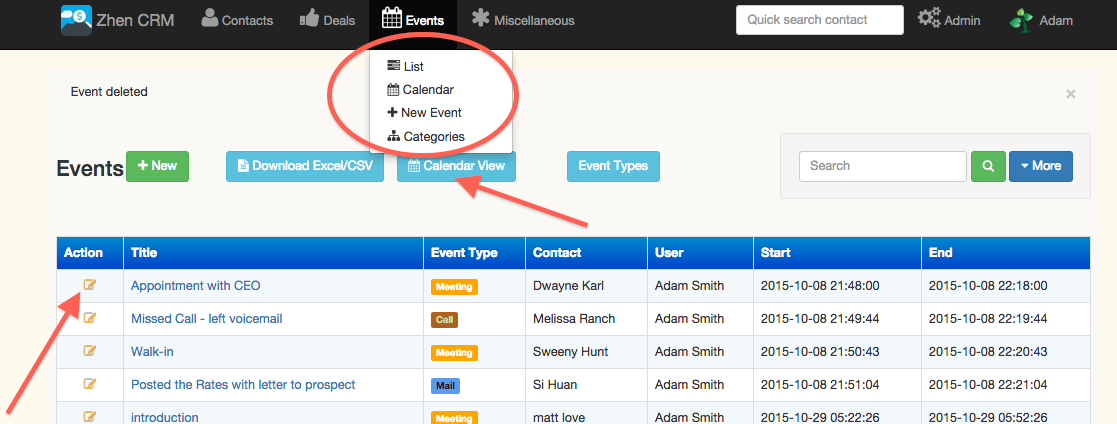 Zhen CRM Contacts Deals Events Miscellaneous Quick search contact Admin Adam
List
Calendar
New Event
Categories
Event deleted ×
Events + New Download Excel/CSV Calendar View Event Types Search More
Action Title Event Type Contact User Start End
Appointment with CEO Meeting Dwayne Karl Adam Smith 2015-10-08 21:48:00 2015-10-08 22:18:00
Missed Call - left voicemail Call Melissa Ranch Adam Smith 2015-10-08 21:49:44 2015-10-08 22:19:44
Walk-in Meeting Sweeny Hunt Adam Smith 2015-10-08 21:50:43 2015-10-08 22:20:43
Posted the Rates with letter to prospect Mail Si Huan Adam Smith 2015-10-08 21:51:04 2015-10-08 22:21:04
introduction Meeting matt love Adam Smith 2015-10-29 05:22:26 2015-10-29 05:52:26